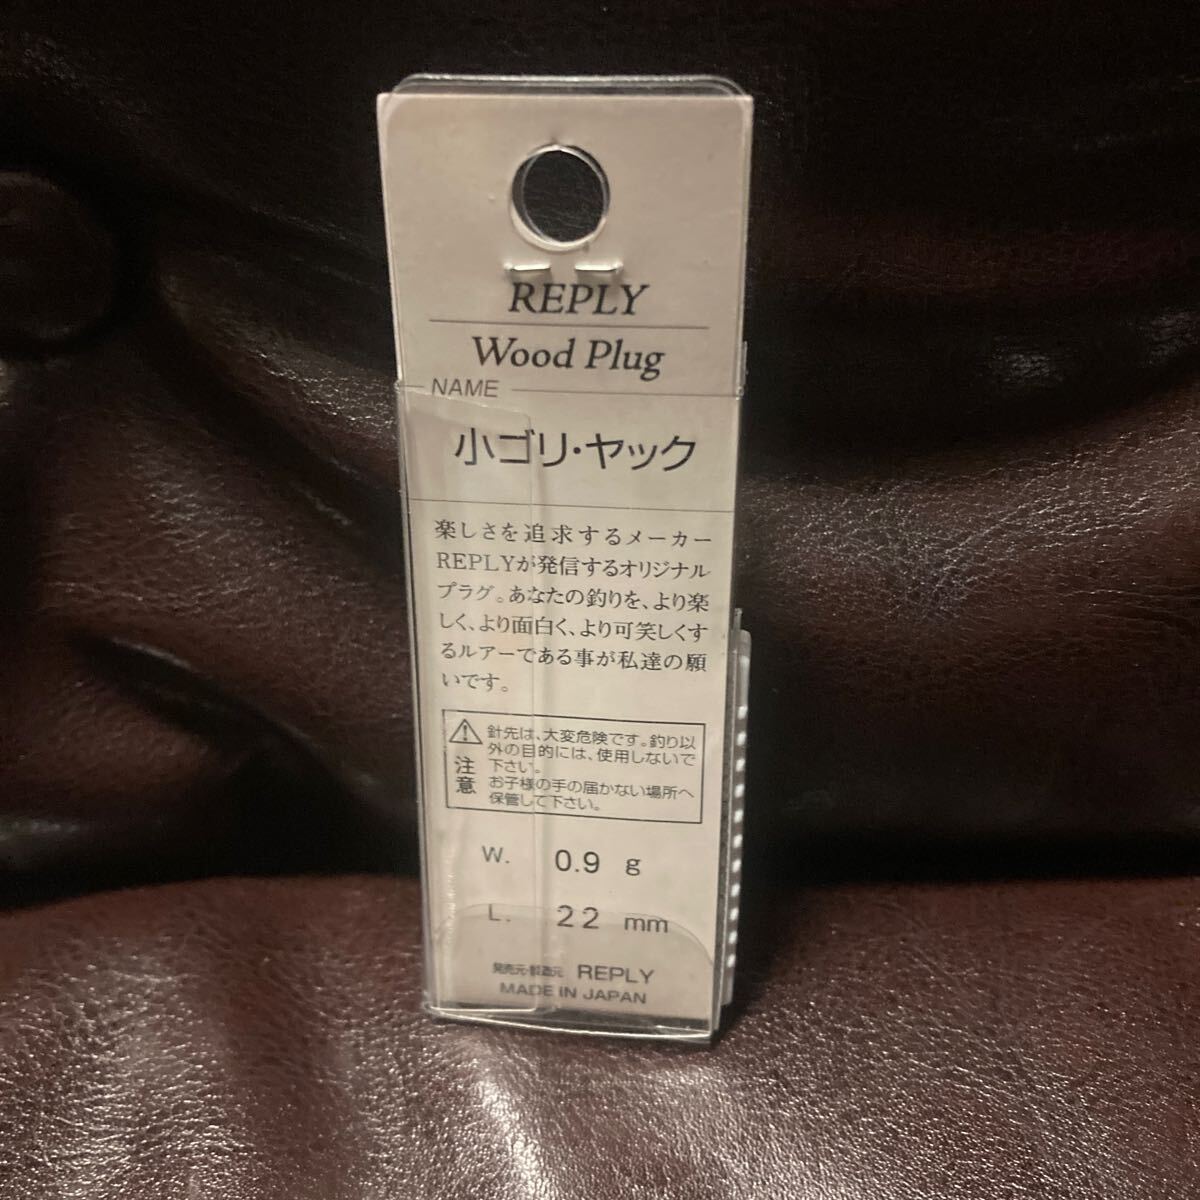 REPLY
Wood Plug
NAME
小ゴリ・ヤック
楽しさを追求するメーカー
REPLYが発信するオリジナル
プラグ。あなたの釣りを、より楽
しく、より面白く、より可笑しくす
るルアーである事が私達の願
いです。
注意
針先は、大変危険です。釣り以
外の目的には、使用しないで
下さい。
お子様の手の届かない場所へ
保管して下さい。
W. 0.9 g
L. 22 mm
発売元・製造元 REPLY
MADE IN JAPAN